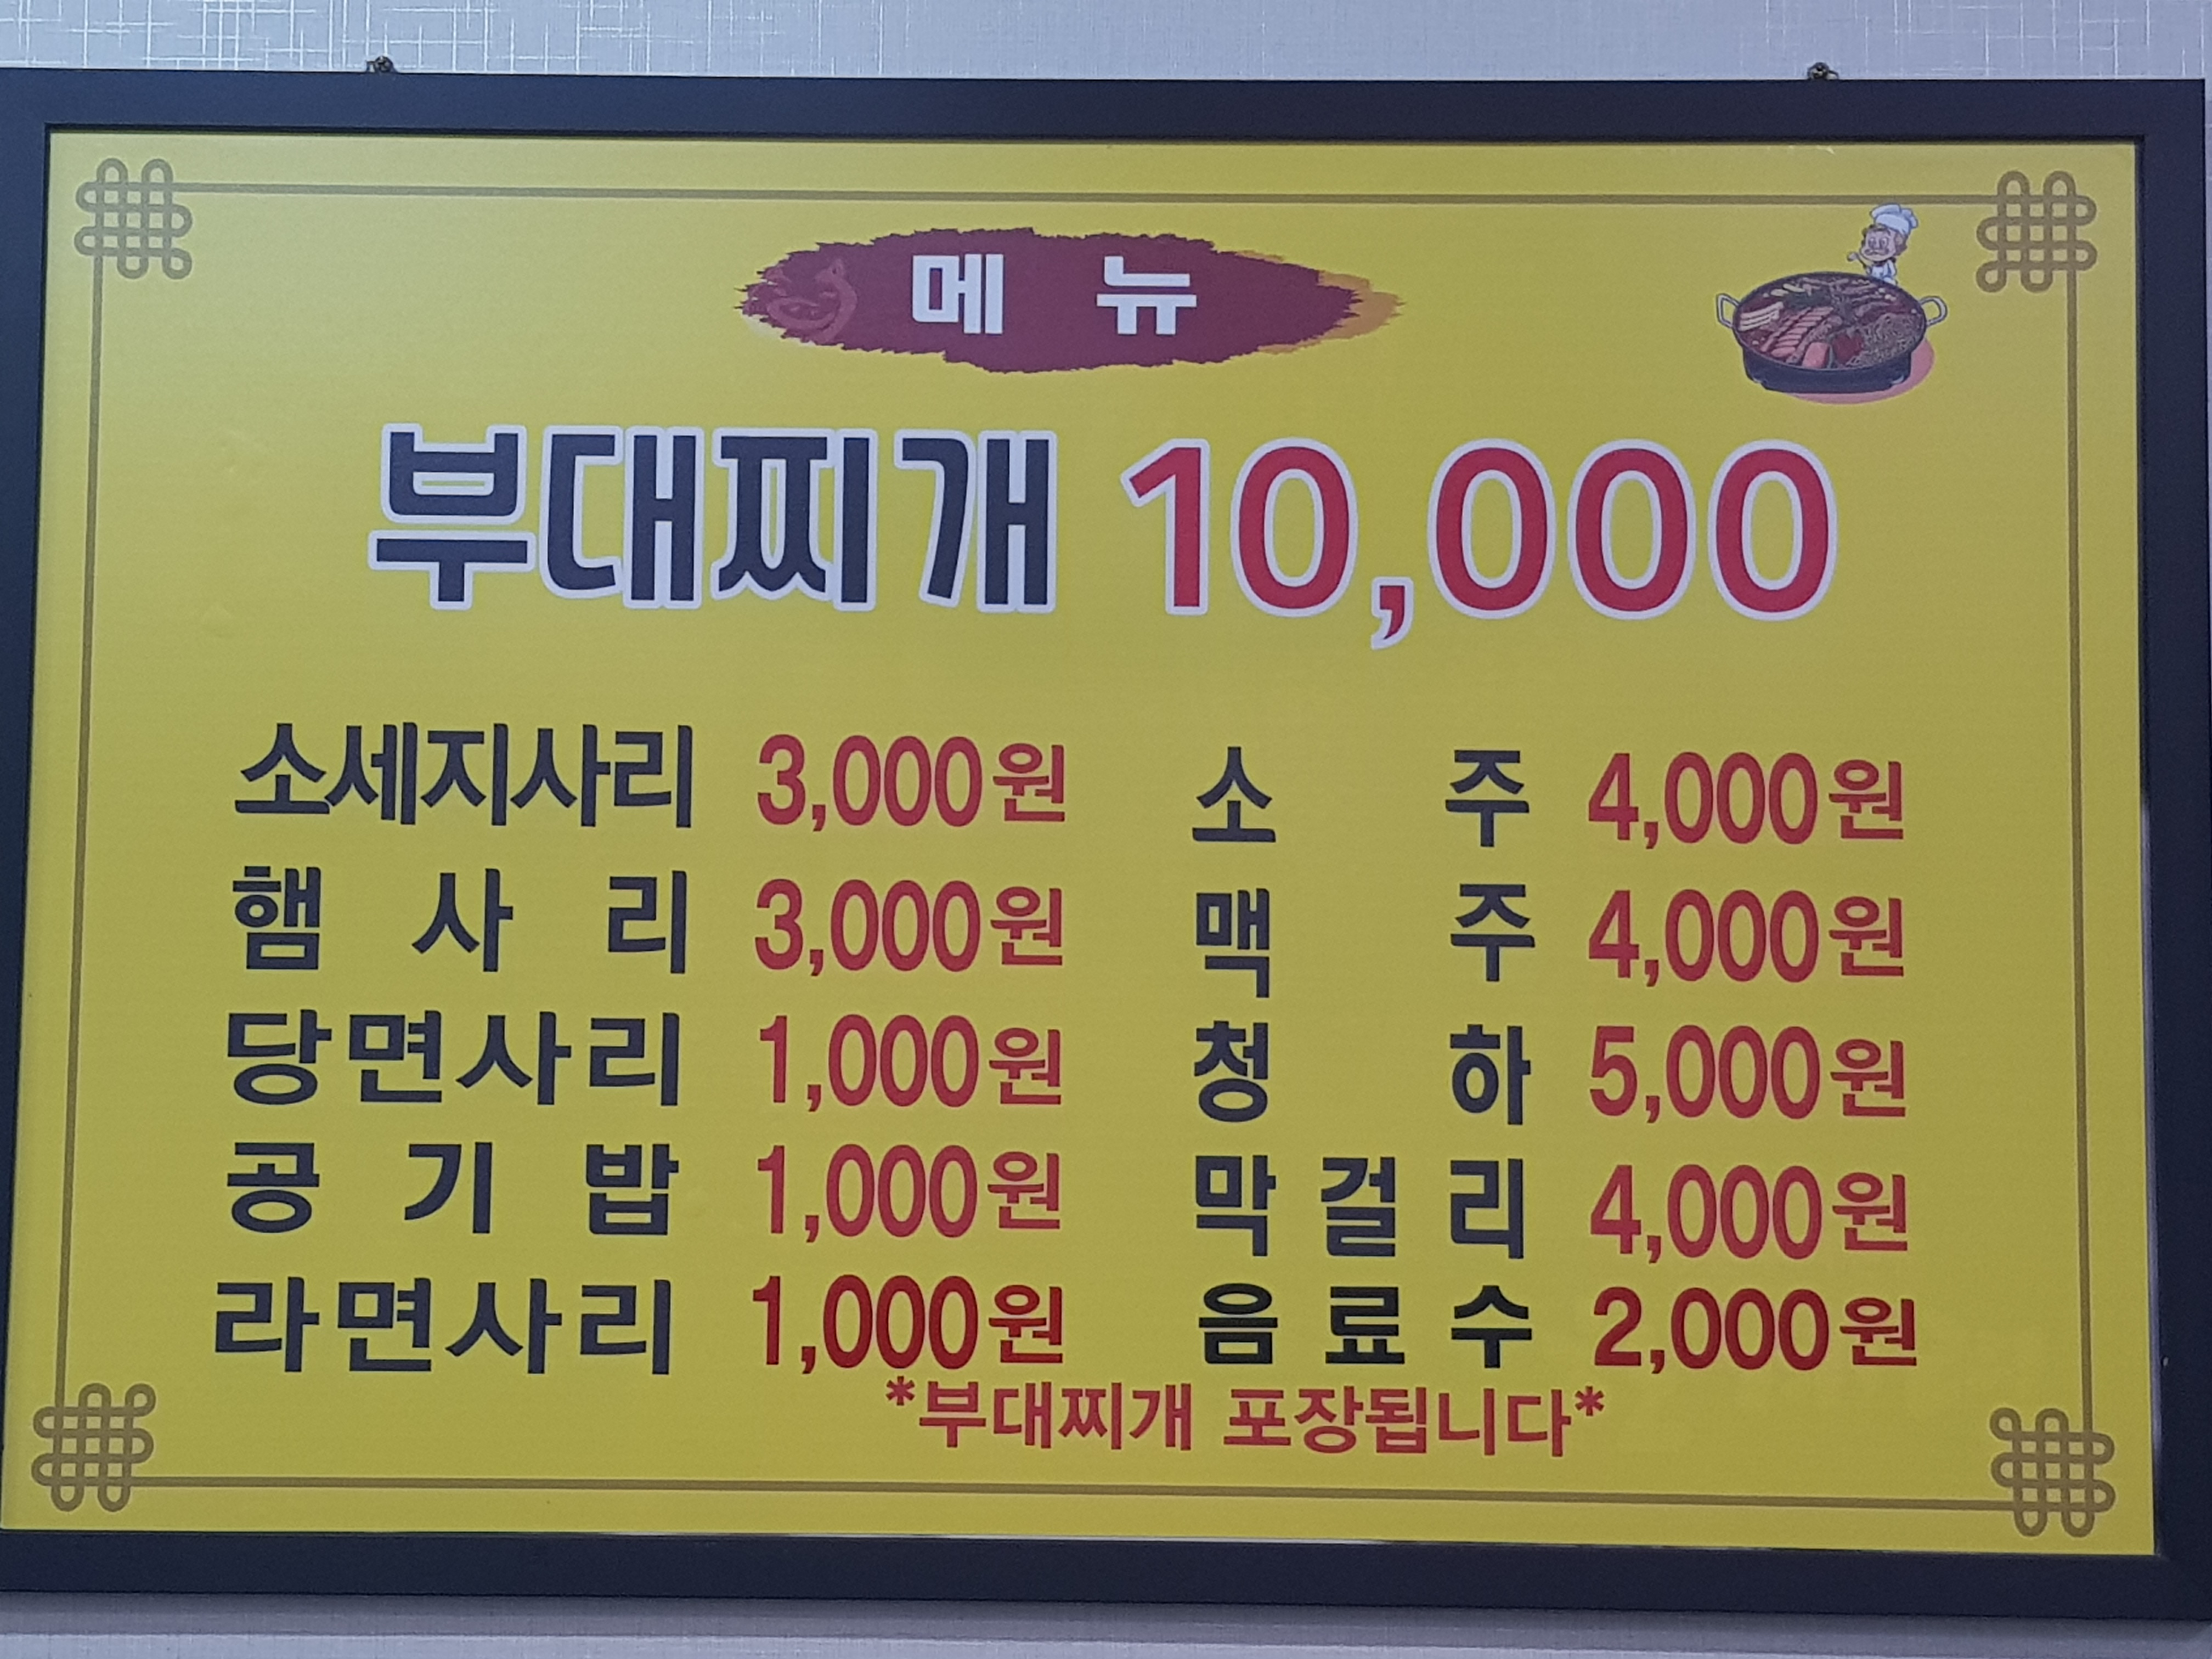 메뉴
부대찌개 10,000
소세지사리 3,000원 소주 4,000원
햄사리 3,000원 맥주 4,000원
당면사리 1,000원 청하 5,000원
공기밥 1,000원 막걸리 4,000원
라면사리 1,000원 음료수 2,000원
*부대찌개 포장됩니다*